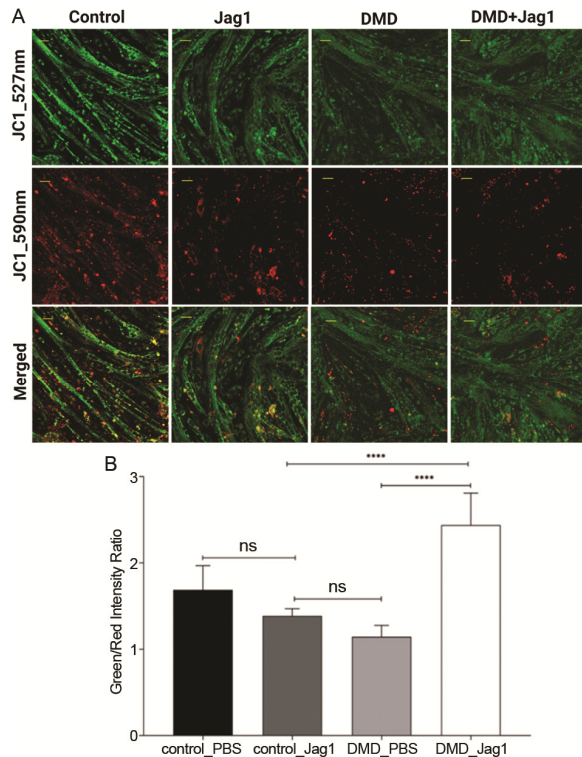 A
Control
Jag1
DMD
DMD+Jag1
JC1_527nm
JC1_590nm
Merged
B
Green/Red Intensity Ratio
3
2
1
0
****
****
ns
ns
control_PBS
control_Jag1
DMD_PBS
DMD_Jag1